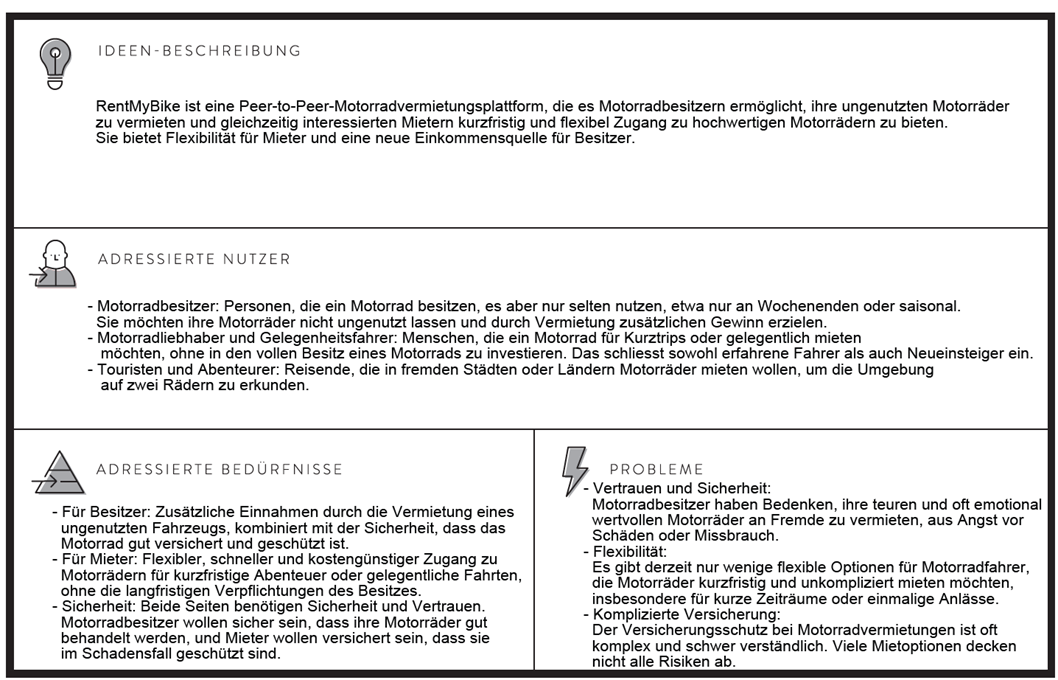 IDEEN-BESCHREIBUNG
RentMyBike ist eine Peer-to-Peer-Motorradvermietungsplattform, die es Motorradbesitzern ermöglicht, ihre ungenutzten Motorräder
zu vermieten und gleichzeitig interessierten Mietern kurzfristig und flexibel Zugang zu hochwertigen Motorrädern zu bieten.
Sie bietet Flexibilität für Mieter und eine neue Einkommensquelle für Besitzer.
ADRESSIERTE NUTZER
- Motorradbesitzer: Personen, die ein Motorrad besitzen, es aber nur selten nutzen, etwa nur an Wochenenden oder saisonal.
Sie möchten ihre Motorräder nicht ungenutzt lassen und durch Vermietung zusätzlichen Gewinn erzielen.
- Motorradliebhaber und Gelegenheitsfahrer: Menschen, die ein Motorrad für Kurztrips oder gelegentlich mieten
möchten, ohne in den vollen Besitz eines Motorrads zu investieren. Das schliesst sowohl erfahrene Fahrer als auch Neueinsteiger ein.
- Touristen und Abenteurer: Reisende, die in fremden Städten oder Ländern Motorräder mieten wollen, um die Umgebung
auf zwei Rädern zu erkunden.
ADRESSIERTE BEDÜRFNISSE
- Für Besitzer: Zusätzliche Einnahmen durch die Vermietung eines
ungenutzten Fahrzeugs, kombiniert mit der Sicherheit, dass das
Motorrad gut versichert und geschützt ist.
- Für Mieter: Flexibler, schneller und kostengünstiger Zugang zu
Motorrädern für kurzfristige Abenteuer oder gelegentliche Fahrten,
ohne die langfristigen Verpflichtungen des Besitzes.
- Sicherheit: Beide Seiten benötigen Sicherheit und Vertrauen.
Motorradbesitzer wollen sicher sein, dass ihre Motorräder gut
behandelt werden, und Mieter wollen versichert sein, dass sie
im Schadensfall geschützt sind.
PROBLEME
- Vertrauen und Sicherheit:
Motorradbesitzer haben Bedenken, ihre teuren und oft emotional
wertvollen Motorräder an Fremde zu vermieten, aus Angst vor
Schäden oder Missbrauch.
- Flexibilität:
Es gibt derzeit nur wenige flexible Optionen für Motorradfahrer,
die Motorräder kurzfristig und unkompliziert mieten möchten,
insbesondere für kurze Zeiträume oder einmalige Anlässe.
- Komplizierte Versicherung:
Der Versicherungsschutz bei Motorradvermietungen ist oft
komplex und schwer verständlich. Viele Mietoptionen decken
nicht alle Risiken ab.